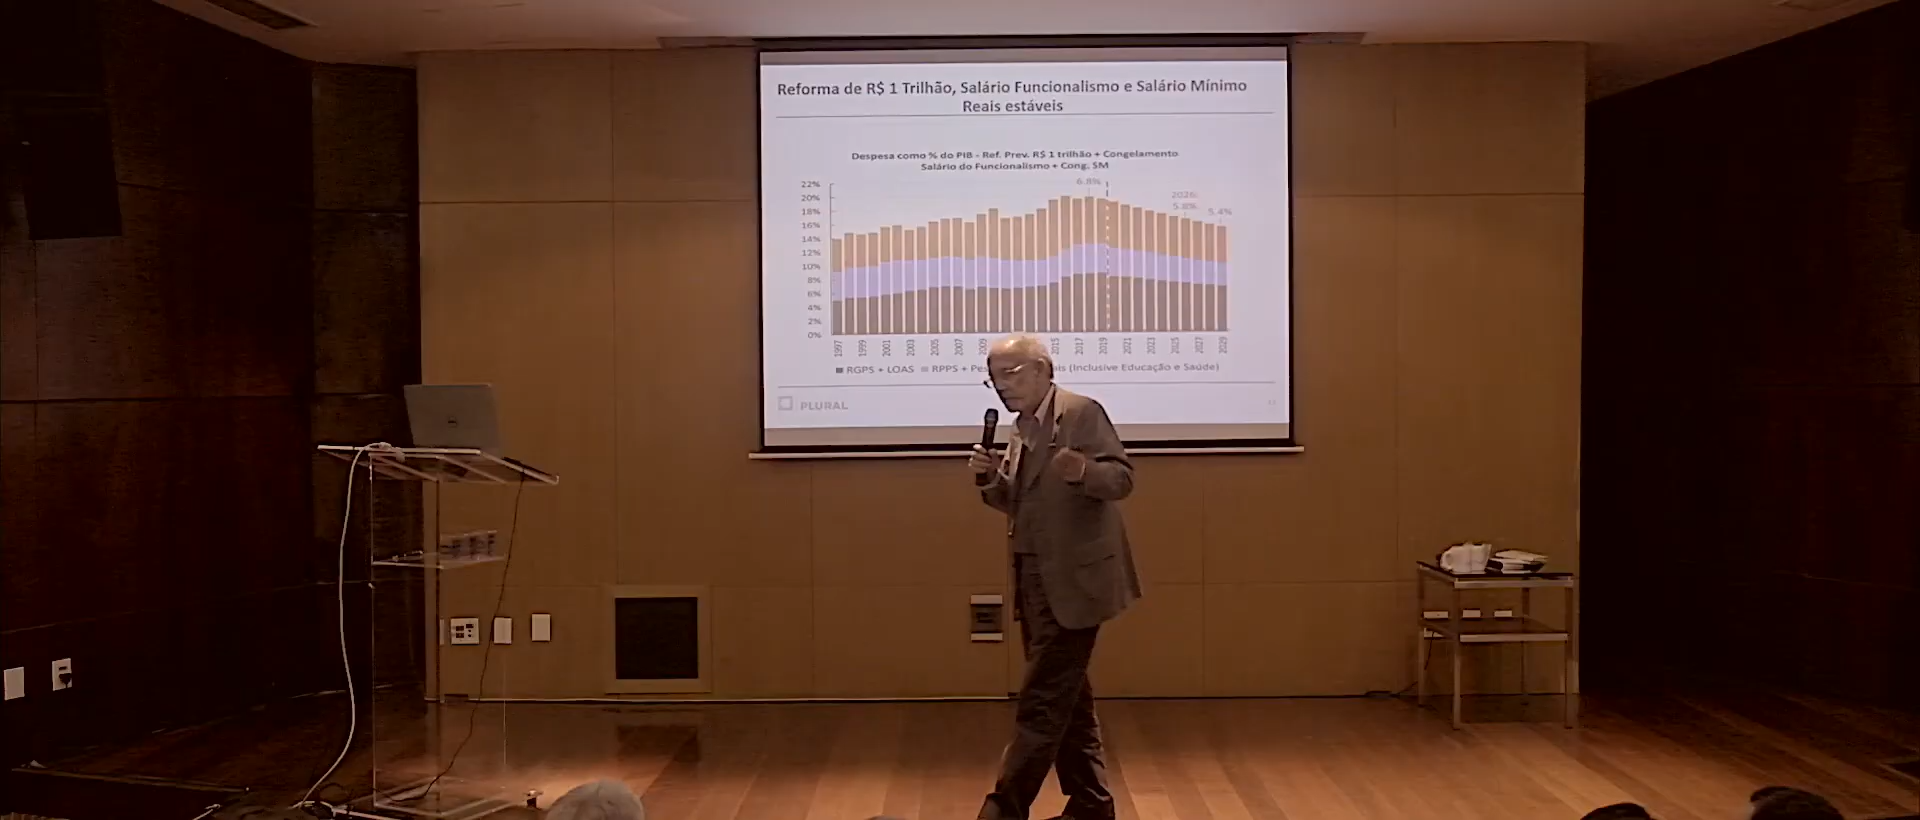 Reforma de R$ 1 Trilhão, Salário Funcionalismo e Salário Mínimo
Reais estáveis
Despesa como % do PIB - Ref. Prev. R$ 1 trilhão + Congelamento
Salário do Funcionalismo + Cong. SM
22%
20%
18%
16%
14%
12%
10%
8%
6%
4%
2%
0%
6.8%
2026:
5.8%
5.4%
1997 1999 2001 2003 2005 2007 2009 2015 2017 2019 2021 2023 2025 2027 2029
RGPS + LOAS RPPS + Pes ais (Inclusive Educação e Saúde)
PLURAL
DELL